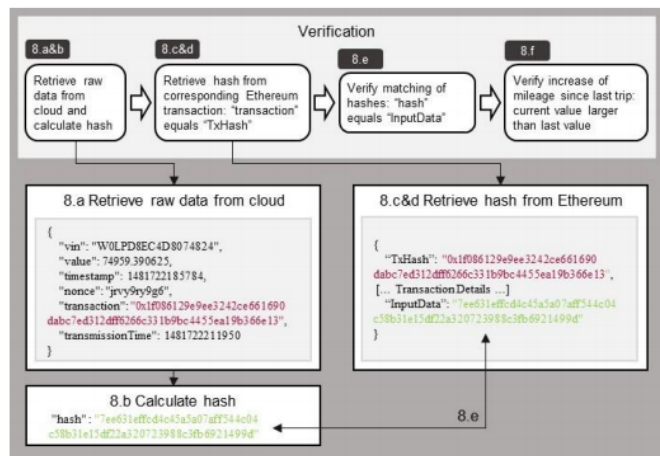 Verification
8.a&b
Retrieve raw
data from
cloud and
calculate hash
8.c&d
Retrieve hash from
corresponding Ethereum
transaction: “transaction”
equals “TxHash”
8.e
Verify matching of
hashes: “hash”
equals “InputData”
8.f
Verify increase of
mileage since last trip:
current value larger
than last value
8.a Retrieve raw data from cloud
{
"vin": "W0LPD8EC4D8074824",
"value": 74959.390625,
"timestamp": 1481722185784,
"nonce": "jrvy9ry9g6",
"transaction": "0x1f086129e9ee3242ce661690
dabc7ed312dff6266c331b9bc4455ea19b366e13",
"transmissionTime": 1481722211950
}
8.b Calculate hash
"hash": "7ee631effcd4c45a5a07aff544c04
c58b31e15df22a320723988c3fb6921499d"
8.c&d Retrieve hash from Ethereum
{
"TxHash": "0x1f086129e9ee3242ce661690
dabc7ed312dff6266c331b9bc4455ea19b366e13",
[... Transaction Details ...]
"InputData": "7ee631effcd4c45a5a07aff544c04
c58b31e15df22a320723988c3fb6921499d"
}
8.e